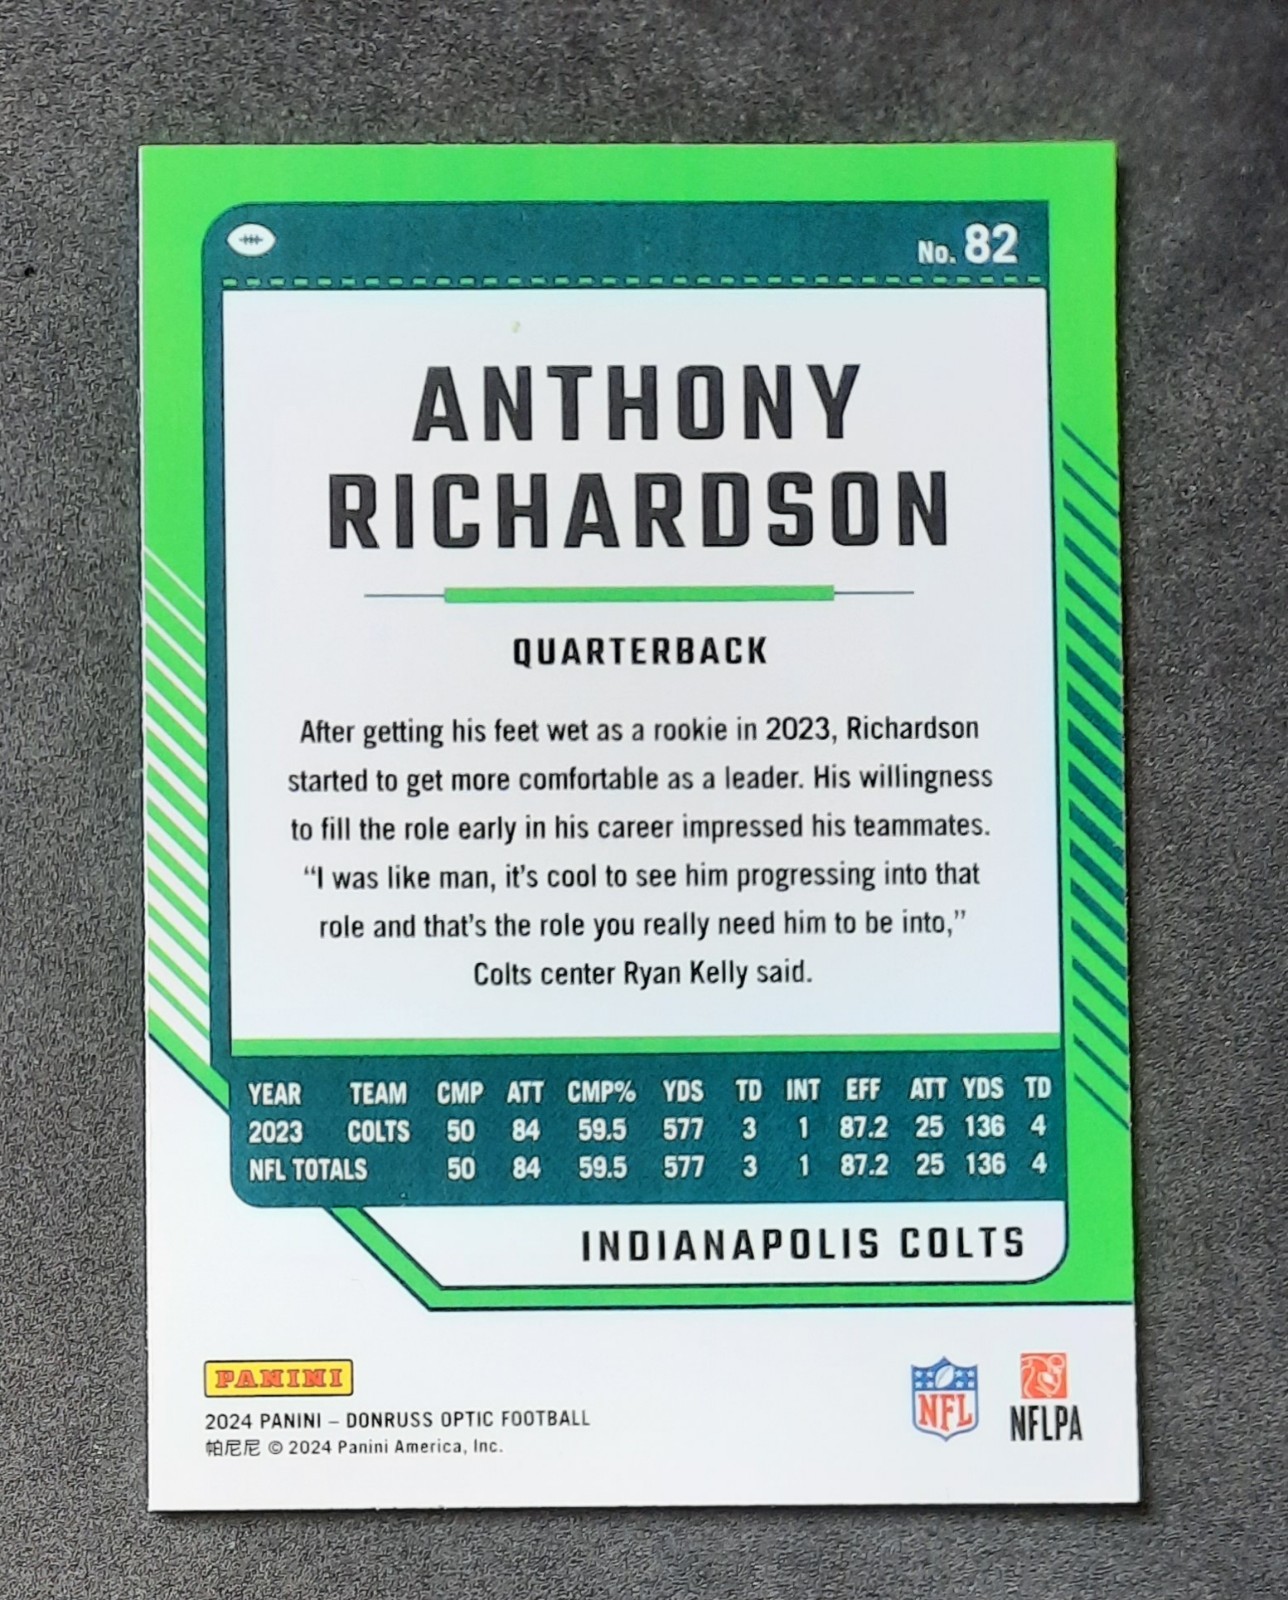 No. 82
ANTHONY
RICHARDSON
QUARTERBACK
After getting his feet wet as a rookie in 2023, Richardson
started to get more comfortable as a leader. His willingness
to fill the role early in his career impressed his teammates.
“I was like man, it’s cool to see him progressing into that
role and that’s the role you really need him to be into,”
Colts center Ryan Kelly said.
YEAR TEAM CMP ATT CMP% YDS TD INT EFF ATT YDS TD
2023 COLTS 50 84 59.5 577 3 1 87.2 25 136 4
NFL TOTALS 50 84 59.5 577 3 1 87.2 25 136 4
INDIANAPOLIS COLTS
PANINI
2024 PANINI – DONRUSS OPTIC FOOTBALL
帕尼尼 © 2024 Panini America, Inc.
NFL
NFLPA